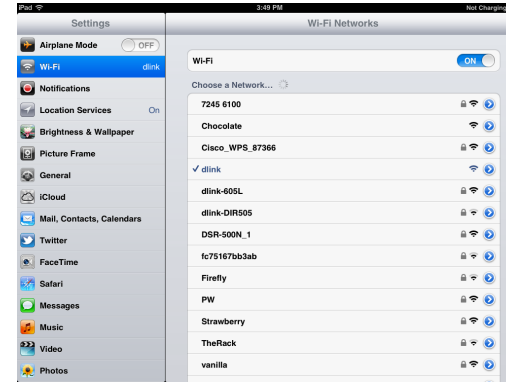 iPad 3:49 PM Not Charging
Settings
Airplane Mode OFF
Wi-Fi dlink
Notifications
Location Services On
Brightness & Wallpaper
Picture Frame
General
iCloud
Mail, Contacts, Calendars
Twitter
FaceTime
Safari
Messages
Music
Video
Photos
Wi-Fi Networks
Wi-Fi ON
Choose a Network...
7245 6100
Chocolate
Cisco_WPS_87366
✓ dlink
dlink-605L
dlink-DIR505
DSR-500N_1
fc75167bb3ab
Firefly
PW
Strawberry
TheRack
vanilla